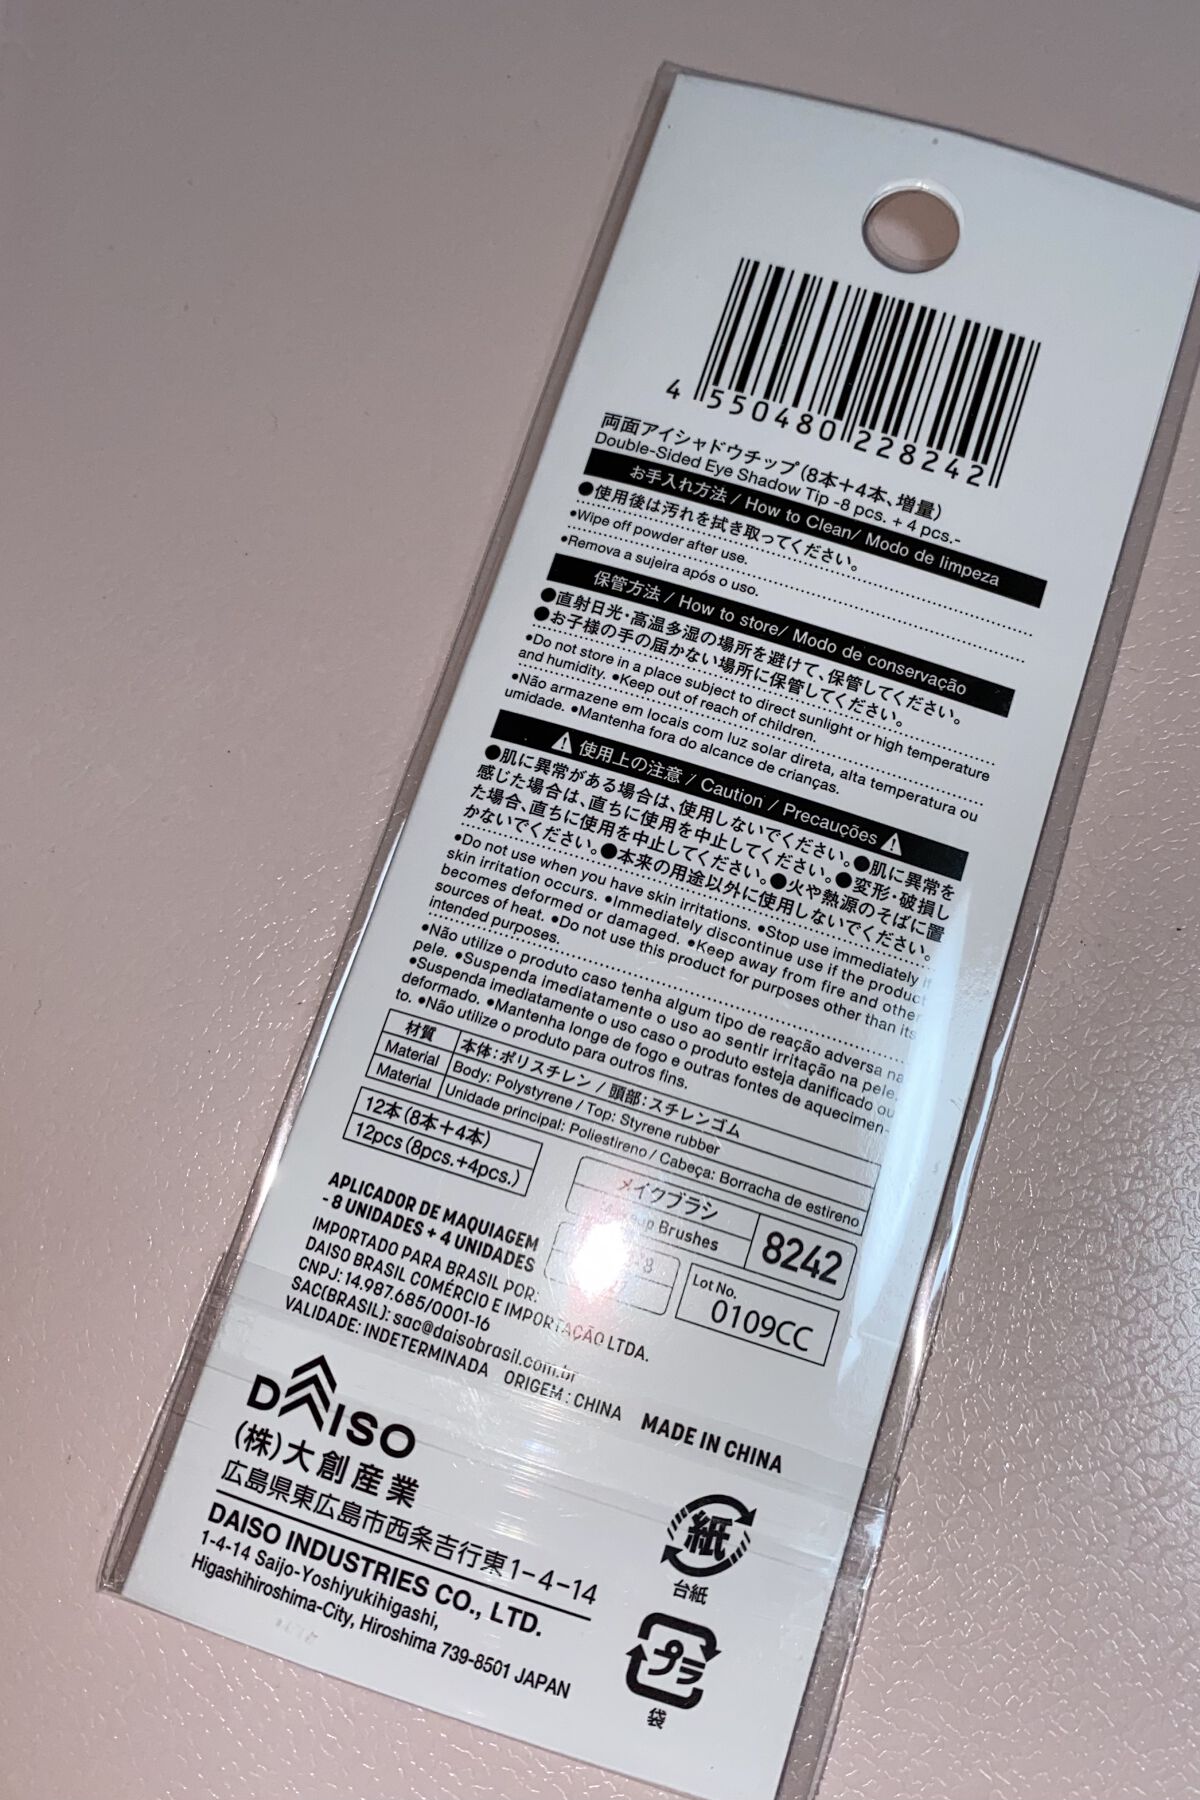 4 550480 228242
両面アイシャドウチップ(8本+4本、増量)
Double-Sided Eye Shadow Tip -8 pcs. + 4 pcs.-
お手入れ方法 / How to Clean/ Modo de limpeza
●使用後は汚れを拭き取ってください。
•Wipe off powder after use.
•Remova a sujeira após o uso.
保管方法 / How to store/ Modo de conservação
●直射日光・高温多湿の場所を避けて、保管してください。
●お子様の手の届かない場所に保管してください。
•Do not store in a place subject to direct sunlight or high temperature
and humidity. •Keep out of reach of children.
•Não armazene em locais com luz solar direta, alta temperatura ou
umidade. •Mantenha fora do alcance de crianças.
⚠ 使用上の注意 / Caution / Precauções ⚠
●肌に異常がある場合は、使用しないでください。●肌に異常を
感じた場合は、直ちに使用を中止してください。●変形・破損し
た場合、直ちに使用を中止してください。●火や熱源のそばに置
かないでください。●本来の用途以外に使用しないでください。
•Do not use when you have skin irritations. •Stop use immediately if
skin irritation occurs. •Immediately discontinue use if the product
becomes deformed or damaged. •Keep away from fire and other
sources of heat. •Do not use this product for purposes other than its
intended purposes.
•Não utilize o produto caso tenha algum tipo de reação adversa na
pele. •Suspenda imediatamente o uso ao sentir irritação na pele.
•Suspenda imediatamente o uso caso o produto esteja danificado ou
deformado. •Mantenha longe de fogo e outras fontes de aquecimen-
to. •Não utilize o produto para outros fins.
材質 本体:ポリスチレン / 頭部:スチレンゴム
Material Body: Polystyrene / Top: Styrene rubber
Material Unidade principal: Poliestireno / Cabeça: Borracha de estireno
12本(8本+4本)
12pcs(8pcs.+4pcs.)
メイクブラシ
Brushes
8242
Lot No.
0109CC
APLICADOR DE MAQUIAGEM
- 8 UNIDADES + 4 UNIDADES
IMPORTADO PARA BRASIL POR:
DAISO BRASIL COMÉRCIO E IMPORTAÇÃO LTDA.
CNPJ: 14.987.685/0001-16
SAC(BRASIL): sac@daisobrasil.com.br
VALIDADE: INDETERMINADA ORIGEM : CHINA
MADE IN CHINA
DAISO
(株)大創産業
広島県東広島市西条吉行東1-4-14
DAISO INDUSTRIES CO., LTD.
1-4-14 Saijo-Yoshiyukihigashi,
Higashihiroshima-City, Hiroshima 739-8501 JAPAN
紙
台紙
プラ
袋